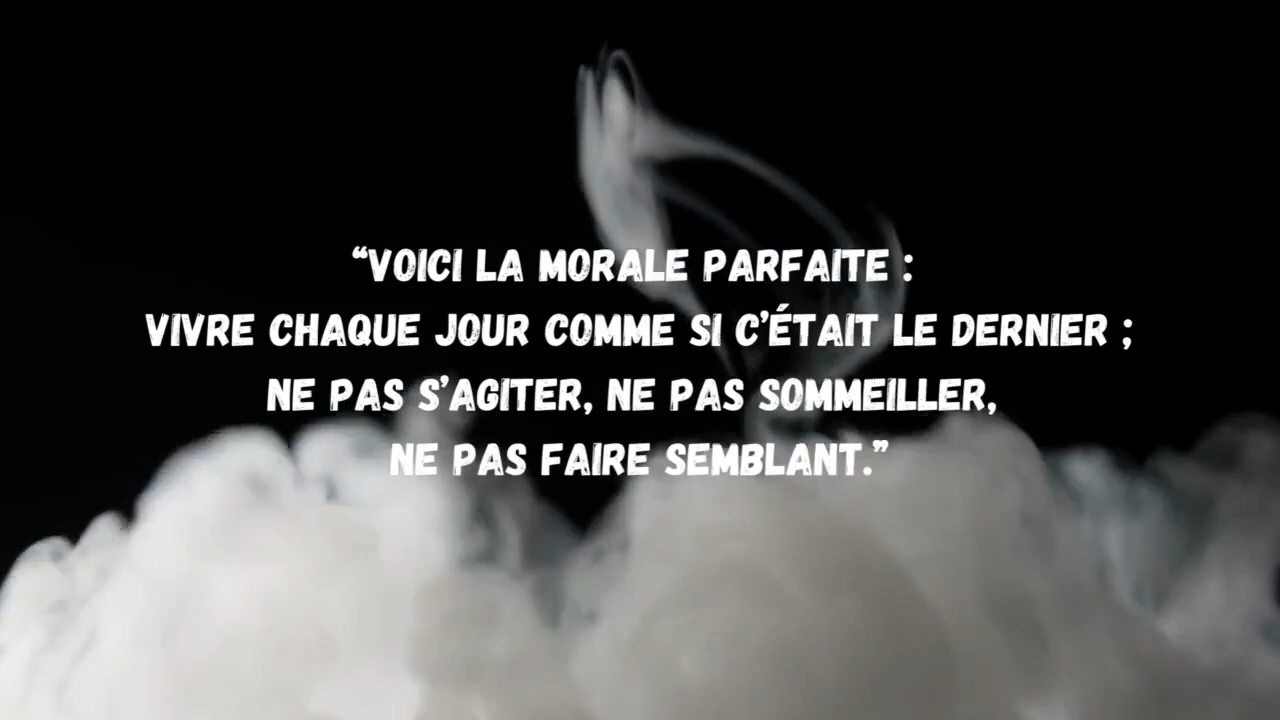 “VOICI LA MORALE PARFAITE :
VIVRE CHAQUE JOUR COMME SI C’ÉTAIT LE DERNIER ;
NE PAS S’AGITER, NE PAS SOMMEILLER,
NE PAS FAIRE SEMBLANT.”